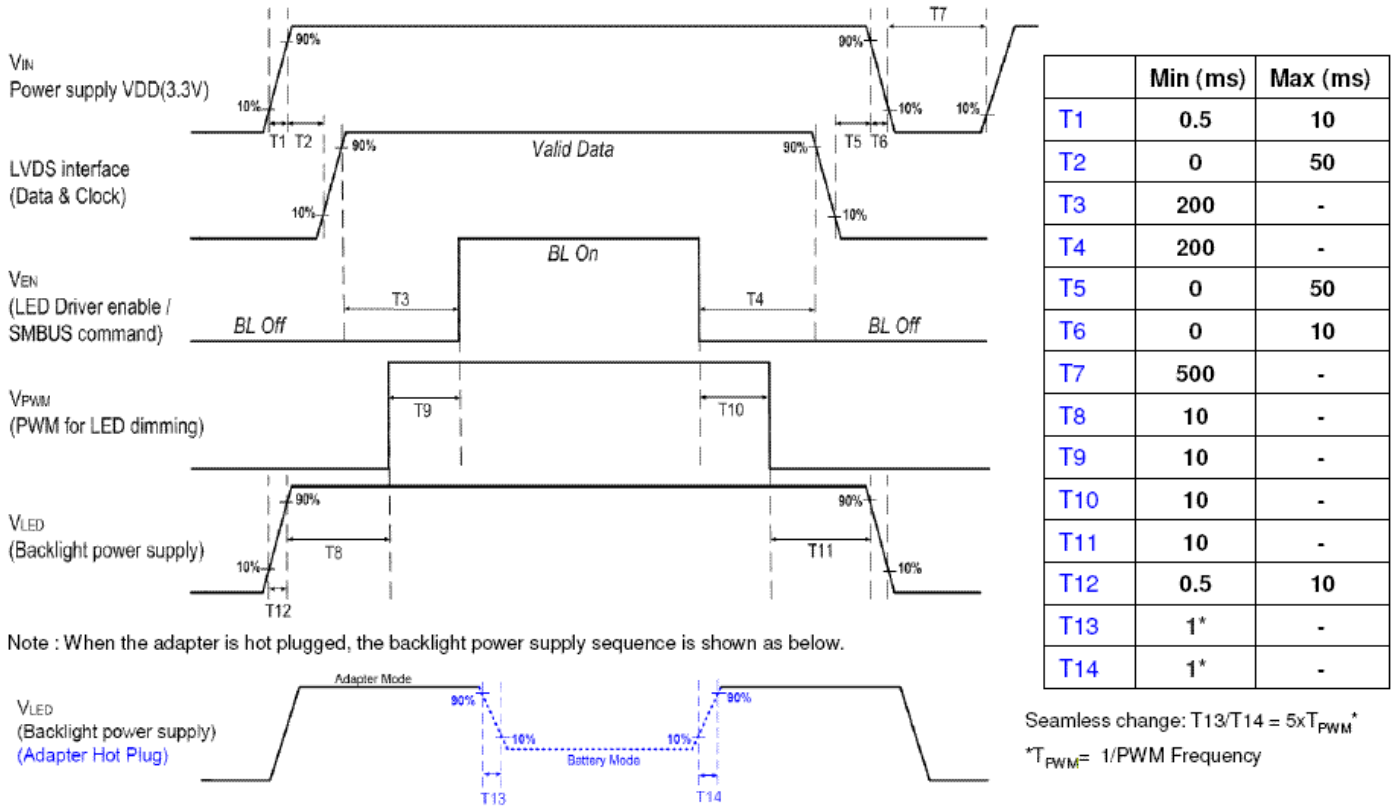 T7
90%
90%
VIN
Power supply VDD(3.3V)
10%
10%
10%
T1
T2
T5
T6
LVDS interface
(Data & Clock)
90%
Valid Data
90%
10%
10%
VEN
(LED Driver enable /
SMBUS command)
BL Off
T3
BL On
T4
BL Off
VPWM
(PWM for LED dimming)
T9
T10
VLED
(Backlight power supply)
90%
90%
T8
T11
10%
10%
T12
Min (ms) Max (ms)
T1 0.5 10
T2 0 50
T3 200 -
T4 200 -
T5 0 50
T6 0 10
T7 500 -
T8 10 -
T9 10 -
T10 10 -
T11 10 -
T12 0.5 10
T13 1* -
T14 1* -
Note : When the adapter is hot plugged, the backlight power supply sequence is shown as below.
VLED
(Backlight power supply)
(Adapter Hot Plug)
Adapter Mode
90%
90%
10%
10%
Battery Mode
T13
T14
Seamless change: T13/T14 = 5xTPWM*
*TPWM= 1/PWM Frequency